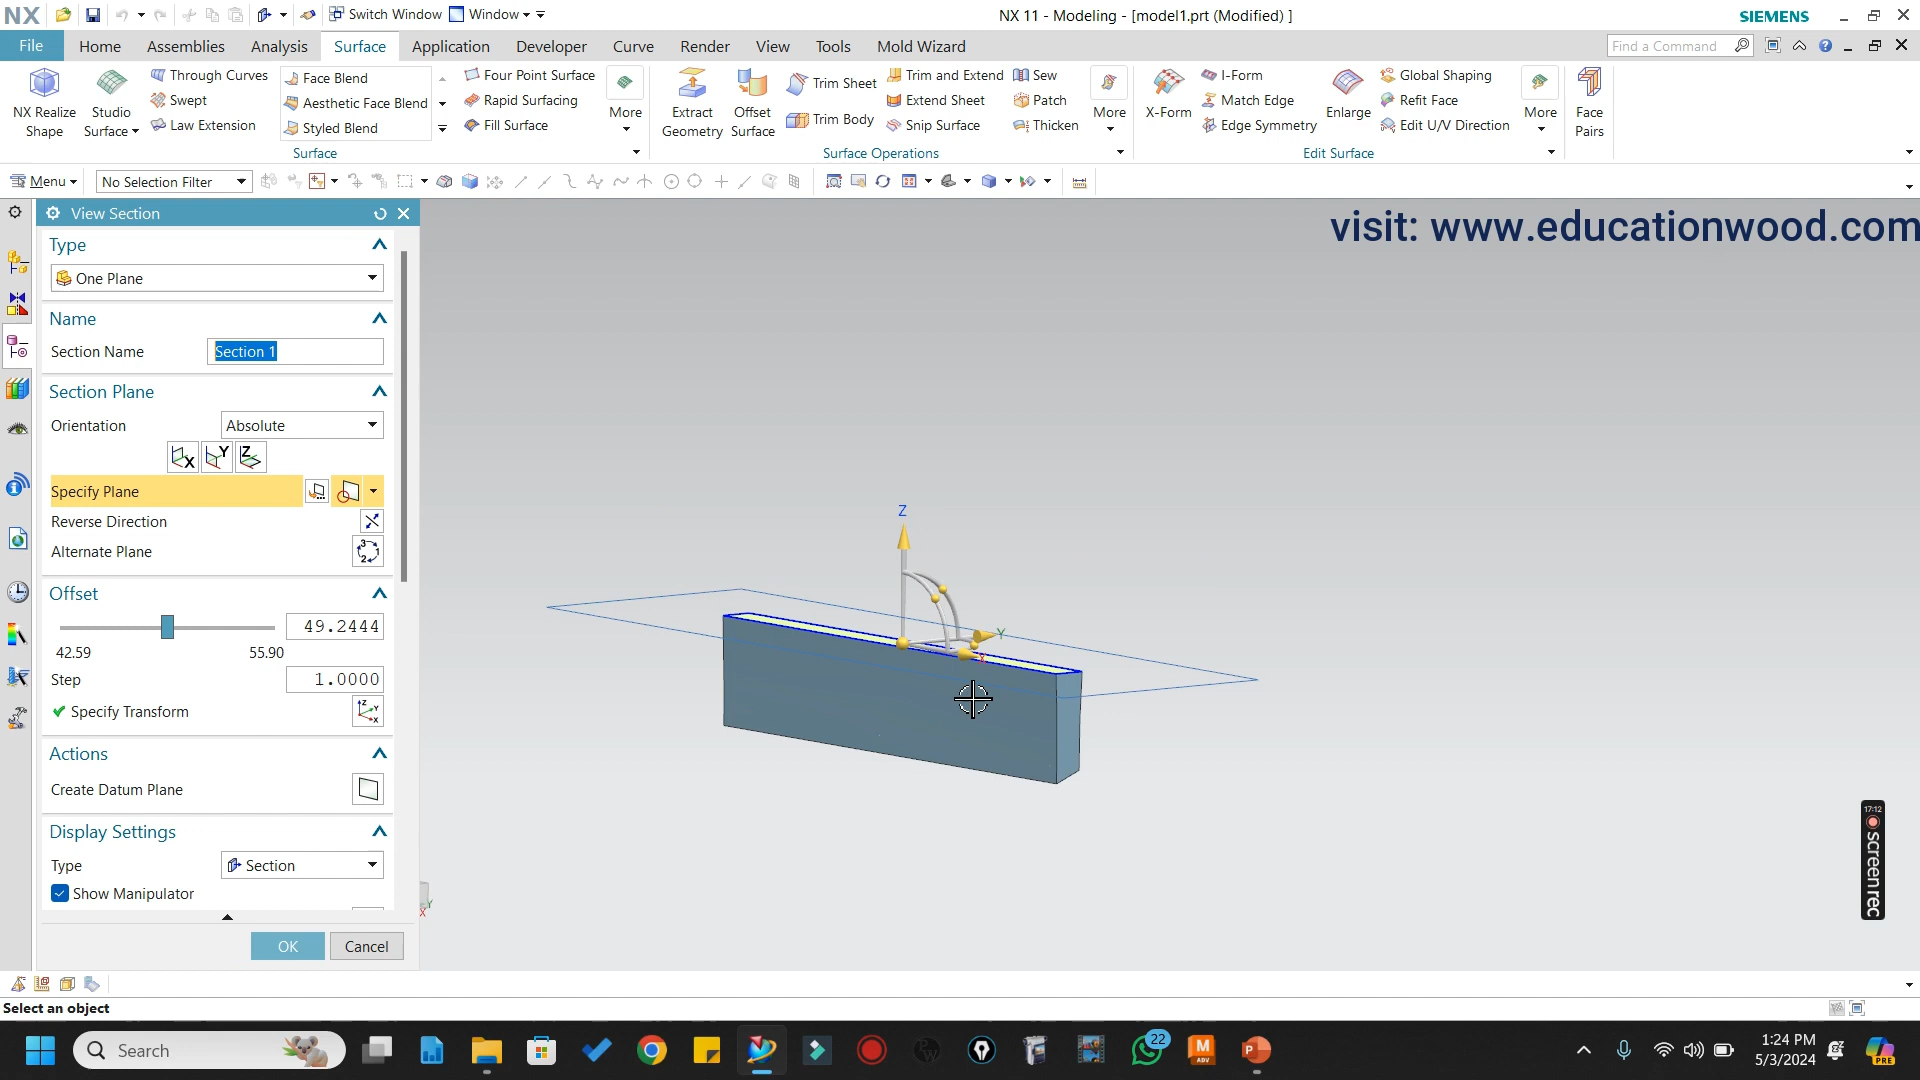 NX Switch Window Window NX 11 - Modeling - [model1.prt (Modified) ] SIEMENS
File Home Assemblies Analysis Surface Application Developer Curve Render View Tools Mold Wizard Find a Command
NX Realize Shape
Studio Surface
Through Curves
Swept
Law Extension
Face Blend
Aesthetic Face Blend
Styled Blend
Four Point Surface
Rapid Surfacing
Fill Surface
More
Extract Geometry
Offset Surface
Trim Sheet
Trim Body
Trim and Extend
Extend Sheet
Snip Surface
Sew
Patch
Thicken
More
X-Form
I-Form
Match Edge
Edge Symmetry
Enlarge
Global Shaping
Refit Face
Edit U/V Direction
More
Face Pairs
Surface Surface Operations Edit Surface
Menu No Selection Filter
View Section
visit: www.educationwood.com
Type
One Plane
Name
Section Name Section 1
Section Plane
Orientation Absolute
X Y Z
Specify Plane
Reverse Direction
Alternate Plane
Offset
49.2444
42.59 55.90
Step 1.0000
Specify Transform
Actions
Create Datum Plane
Display Settings
Type Section
Show Manipulator
OK Cancel
Z
Y
X
Y
X
17:12
screen rec
Select an object
Search
22
1:24 PM
5/3/2024